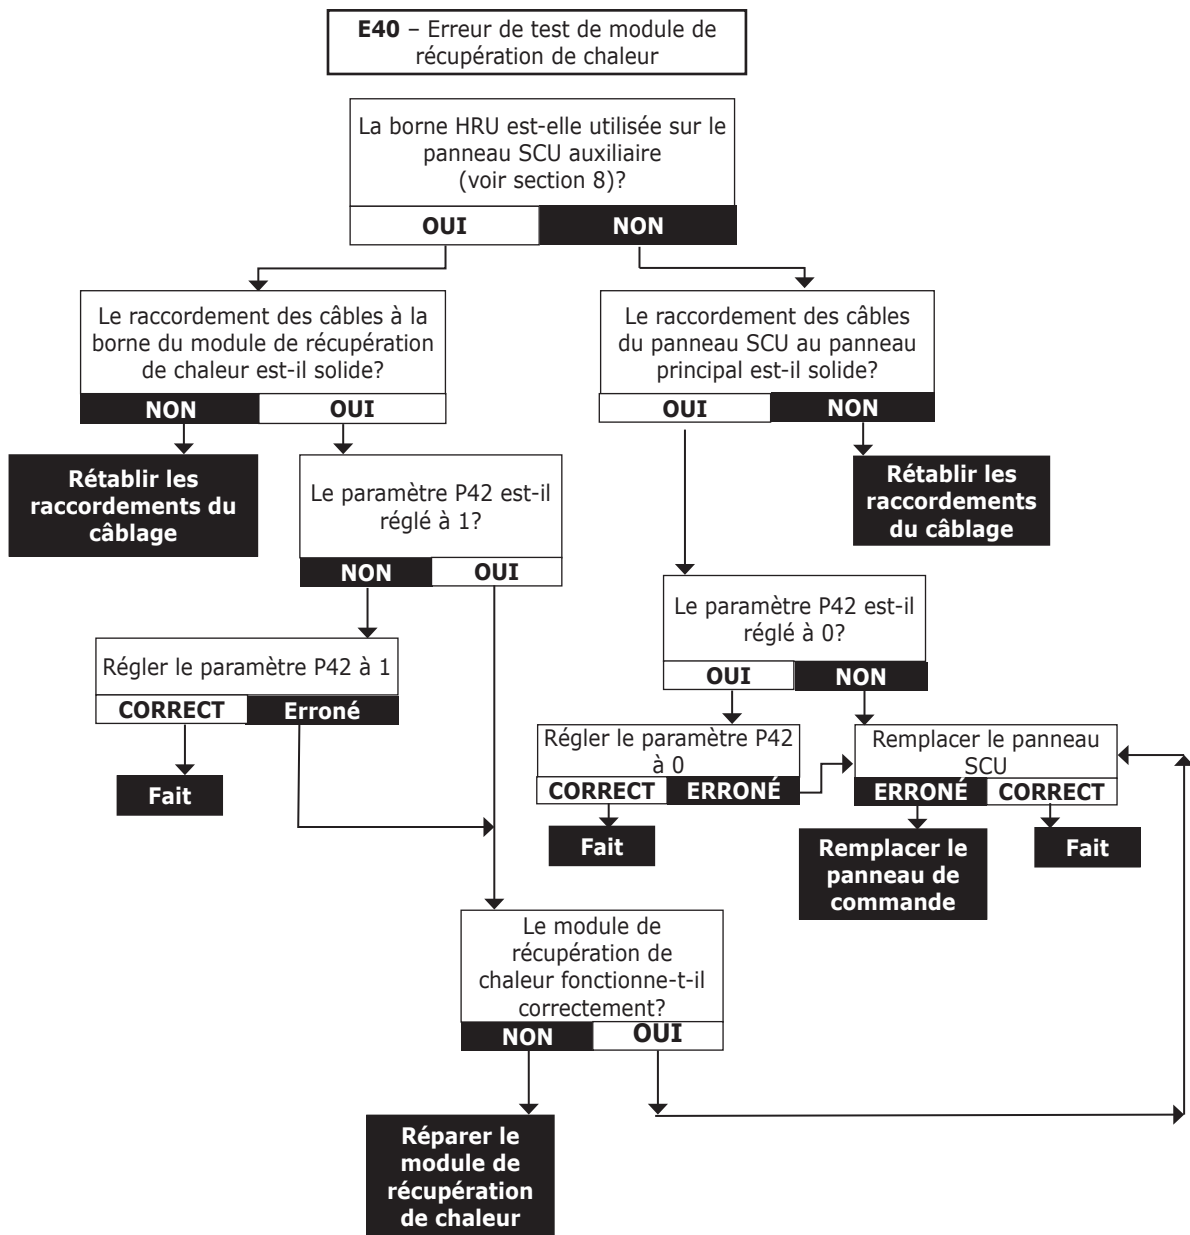 E40 – Erreur de test de module de
récupération de chaleur
La borne HRU est-elle utilisée sur le
panneau SCU auxiliaire
(voir section 8)?
OUI
NON
Le raccordement des câbles à la
borne du module de récupération
de chaleur est-il solide?
NON
OUI
Le raccordement des câbles
du panneau SCU au panneau
principal est-il solide?
OUI
NON
Rétablir les
raccordements du
câblage
Le paramètre P42 est-il
réglé à 1?
NON
OUI
Rétablir les
raccordements
du câblage
Le paramètre P42 est-il
réglé à 0?
OUI
NON
Régler le paramètre P42 à 1
CORRECT
Erroné
Fait
Régler le paramètre P42
à 0
CORRECT
ERRONÉ
Fait
Remplacer le panneau
SCU
ERRONÉ
CORRECT
Remplacer le
panneau de
commande
Fait
Le module de
récupération de
chaleur fonctionne-t-il
correctement?
NON
OUI
Réparer le
module de
récupération
de chaleur